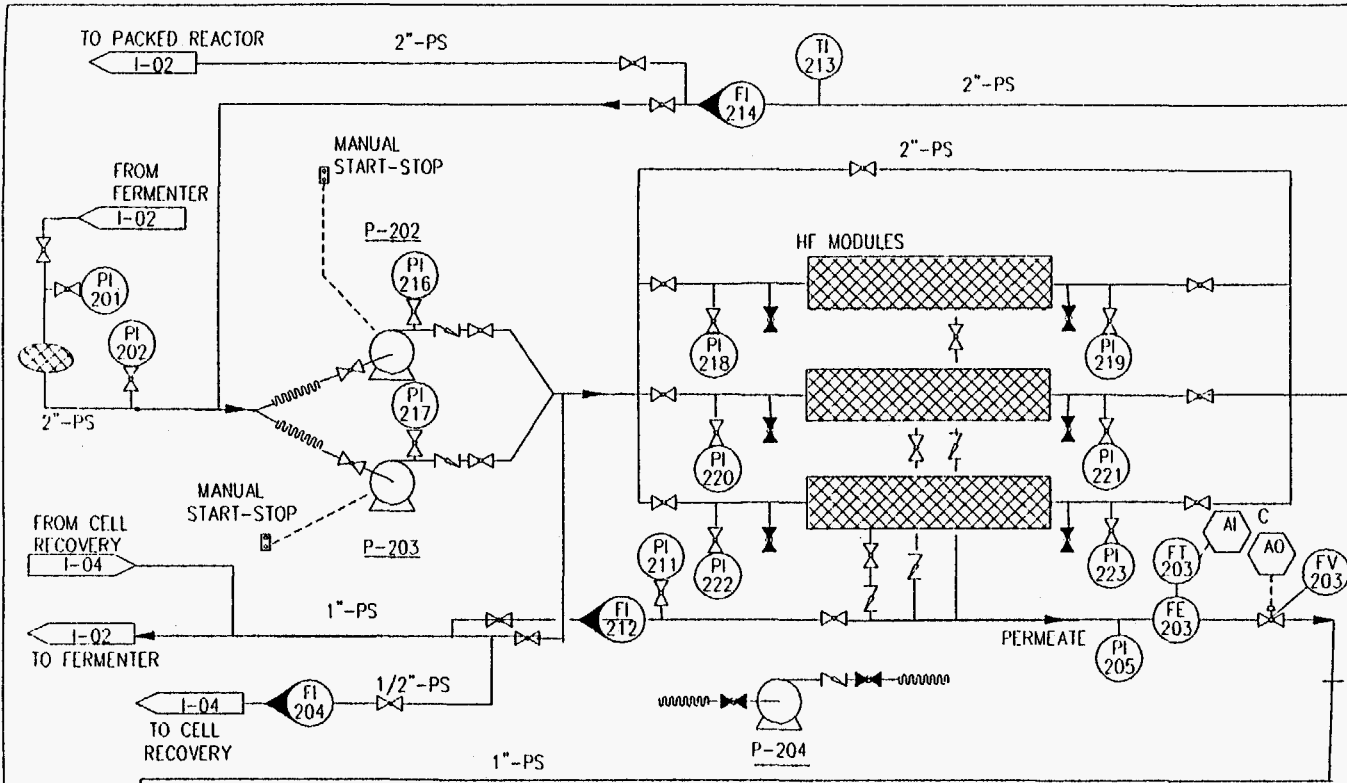 TO PACKED REACTOR
I-02
2"-PS
TI
213
FI
214
2"-PS
MANUAL
START-STOP
2"-PS
FROM
FERMENTER
I-02
P-202
HF MODULES
PI
201
PI
216
PI
202
PI
218
PI
219
2"-PS
PI
217
PI
220
PI
221
MANUAL
START-STOP
P-203
FROM CELL
RECOVERY
I-04
PI
211
PI
222
PI
223
AI
C
AO
FT
203
FV
203
1"-PS
FI
212
FE
203
I-02
TO FERMENTER
PERMEATE
PI
205
1/2"-PS
I-04
FI
204
TO CELL
RECOVERY
P-204
1"-PS